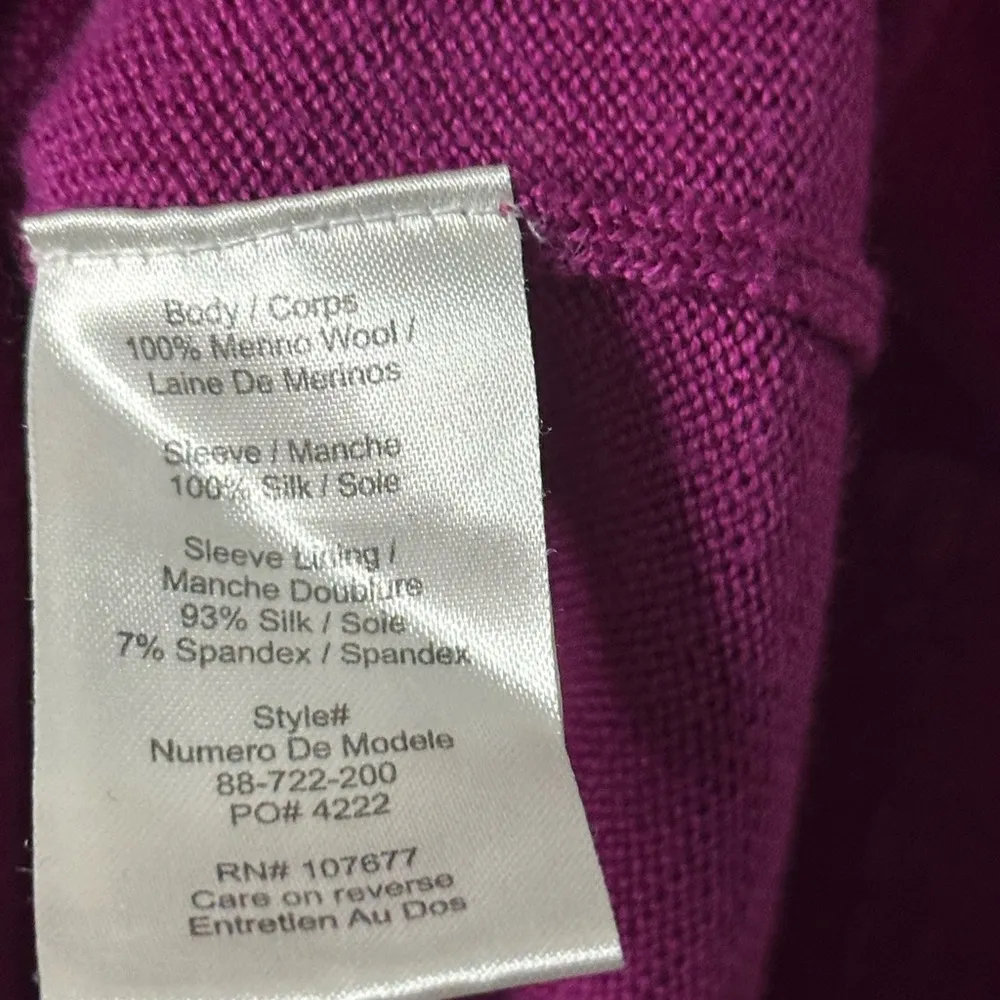 Body / Corps
100% Merino Wool /
Laine De Merinos
Sleeve / Manche
100% Silk / Soie
Sleeve Lining /
Manche Doublure
93% Silk / Soie
7% Spandex / Spandex
Style#
Numero De Modele
88-722-200
PO# 4222
RN# 107677
Care on reverse
Entretien Au Dos